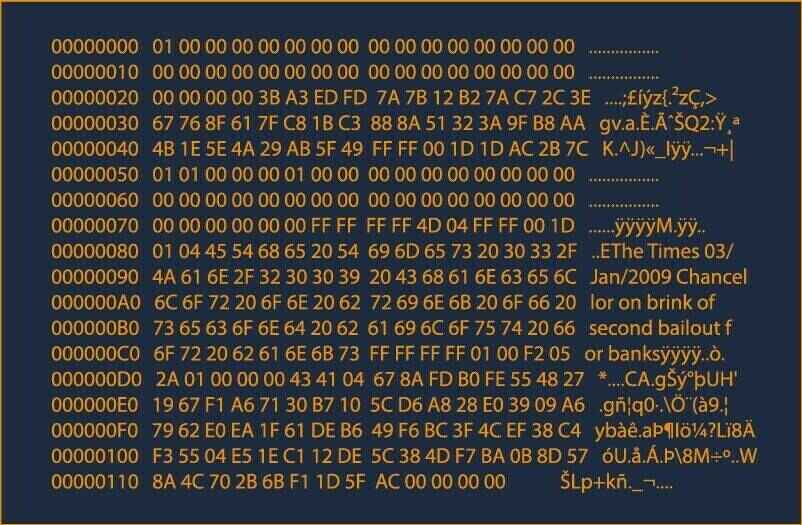 00000000 01 00 00 00 00 00 00 00 00 00 00 00 00 00 00 00 ................
00000010 00 00 00 00 00 00 00 00 00 00 00 00 00 00 00 00 ................
00000020 00 00 00 00 3B A3 ED FD 7A 7B 12 B2 7A C7 2C 3E ....;£íýz{.²zÇ,>
00000030 67 76 8F 61 7F C8 1B C3 88 8A 51 32 3A 9F B8 AA gv.a.È.ÃˆŠQ2:Ÿ¸ª
00000040 4B 1E 5E 4A 29 AB 5F 49 FF FF 00 1D 1D AC 2B 7C K.^J)«_Iÿÿ...¬+|
00000050 01 01 00 00 00 01 00 00 00 00 00 00 00 00 00 00 ................
00000060 00 00 00 00 00 00 00 00 00 00 00 00 00 00 00 00 ................
00000070 00 00 00 00 00 00 FF FF FF FF 4D 04 FF FF 00 1D ......ÿÿÿÿM.ÿÿ..
00000080 01 04 45 54 68 65 20 54 69 6D 65 73 20 30 33 2F ..EThe Times 03/
00000090 4A 61 6E 2F 32 30 30 39 20 43 68 61 6E 63 65 6C Jan/2009 Chancel
000000A0 6C 6F 72 20 6F 6E 20 62 72 69 6E 6B 20 6F 66 20 lor on brink of
000000B0 73 65 63 6F 6E 64 20 62 61 69 6C 6F 75 74 20 66 second bailout f
000000C0 6F 72 20 62 61 6E 6B 73 FF FF FF FF 01 00 F2 05 or banksÿÿÿÿ..ò.
000000D0 2A 01 00 00 00 43 41 04 67 8A FD B0 FE 55 48 27 *....CA.gŠý°þUH'
000000E0 19 67 F1 A6 71 30 B7 10 5C D6 A8 28 E0 39 09 A6 .gñ¦q0·.\Ö¨(à9.¦
000000F0 79 62 E0 EA 1F 61 DE B6 49 F6 BC 3F 4C EF 38 C4 ybàê.aÞ¶Iö¼?Lï8Ä
00000100 F3 55 04 E5 1E C1 12 DE 5C 38 4D F7 BA 0B 8D 57 óU.å.Á.Þ\8M÷º..W
00000110 8A 4C 70 2B 6B F1 1D 5F AC 00 00 00 00 ŠLp+kñ._¬....